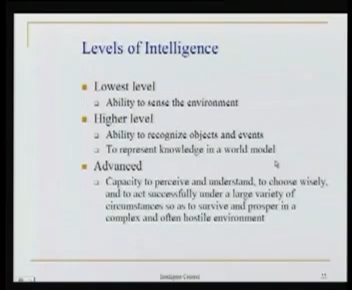 Levels of Intelligence
Lowest level
Ability to sense the environment
Higher level
Ability to recognize objects and events
To represent knowledge in a world model
Advanced
Capacity to perceive and understand, to choose wisely,
and to act successfully under a large variety of
circumstances so as to survive and prosper in a
complex and often hostile environment
Intelligent Control